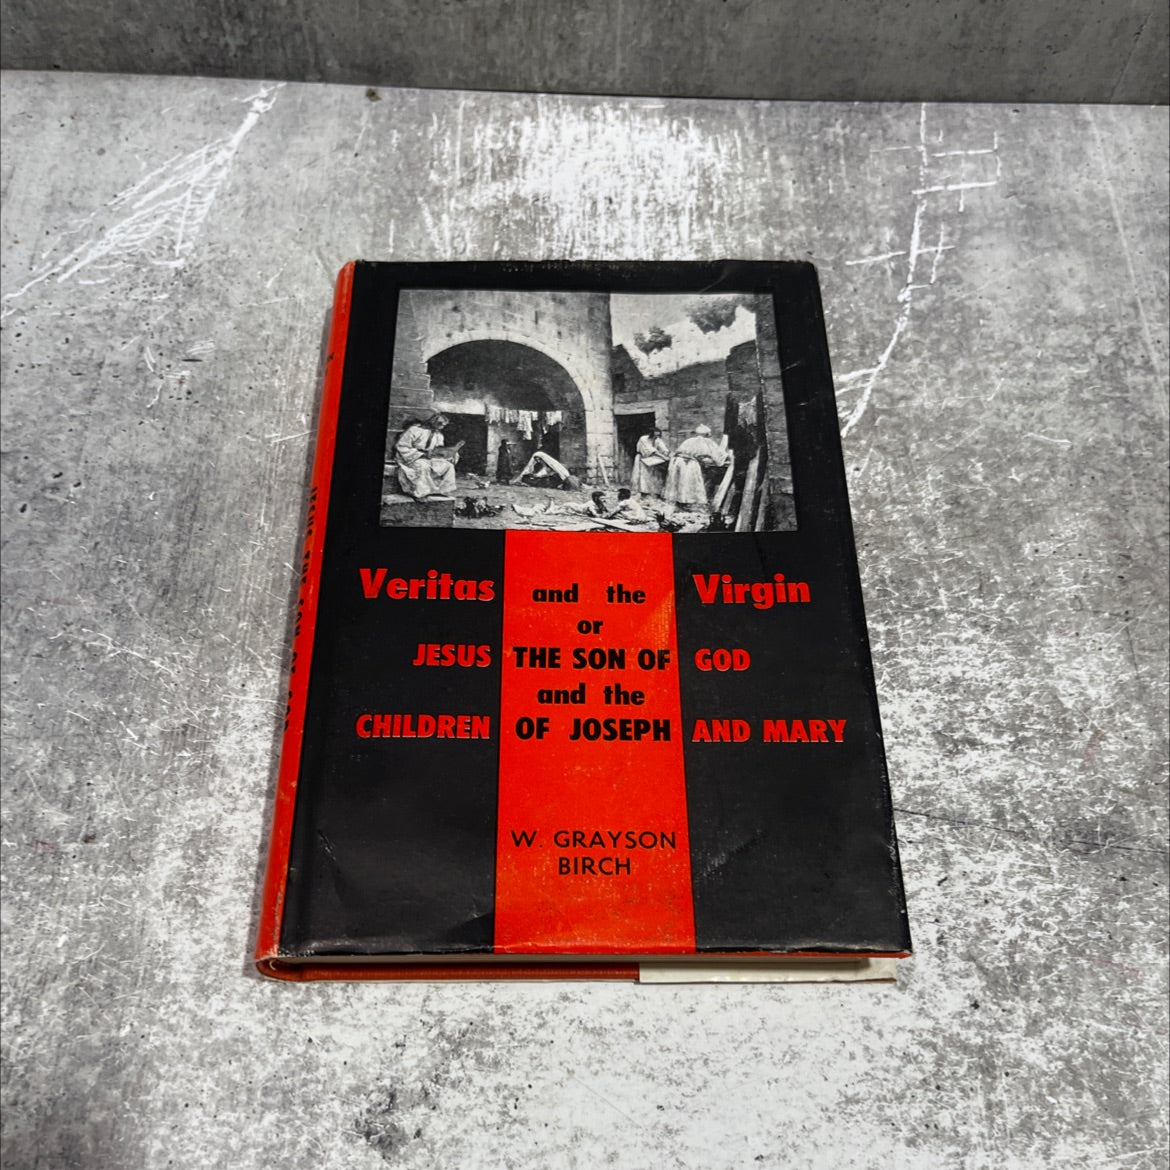 Veritas and the Virgin
or
JESUS THE SON OF GOD
and the
CHILDREN OF JOSEPH AND MARY
W. GRAYSON
BIRCH